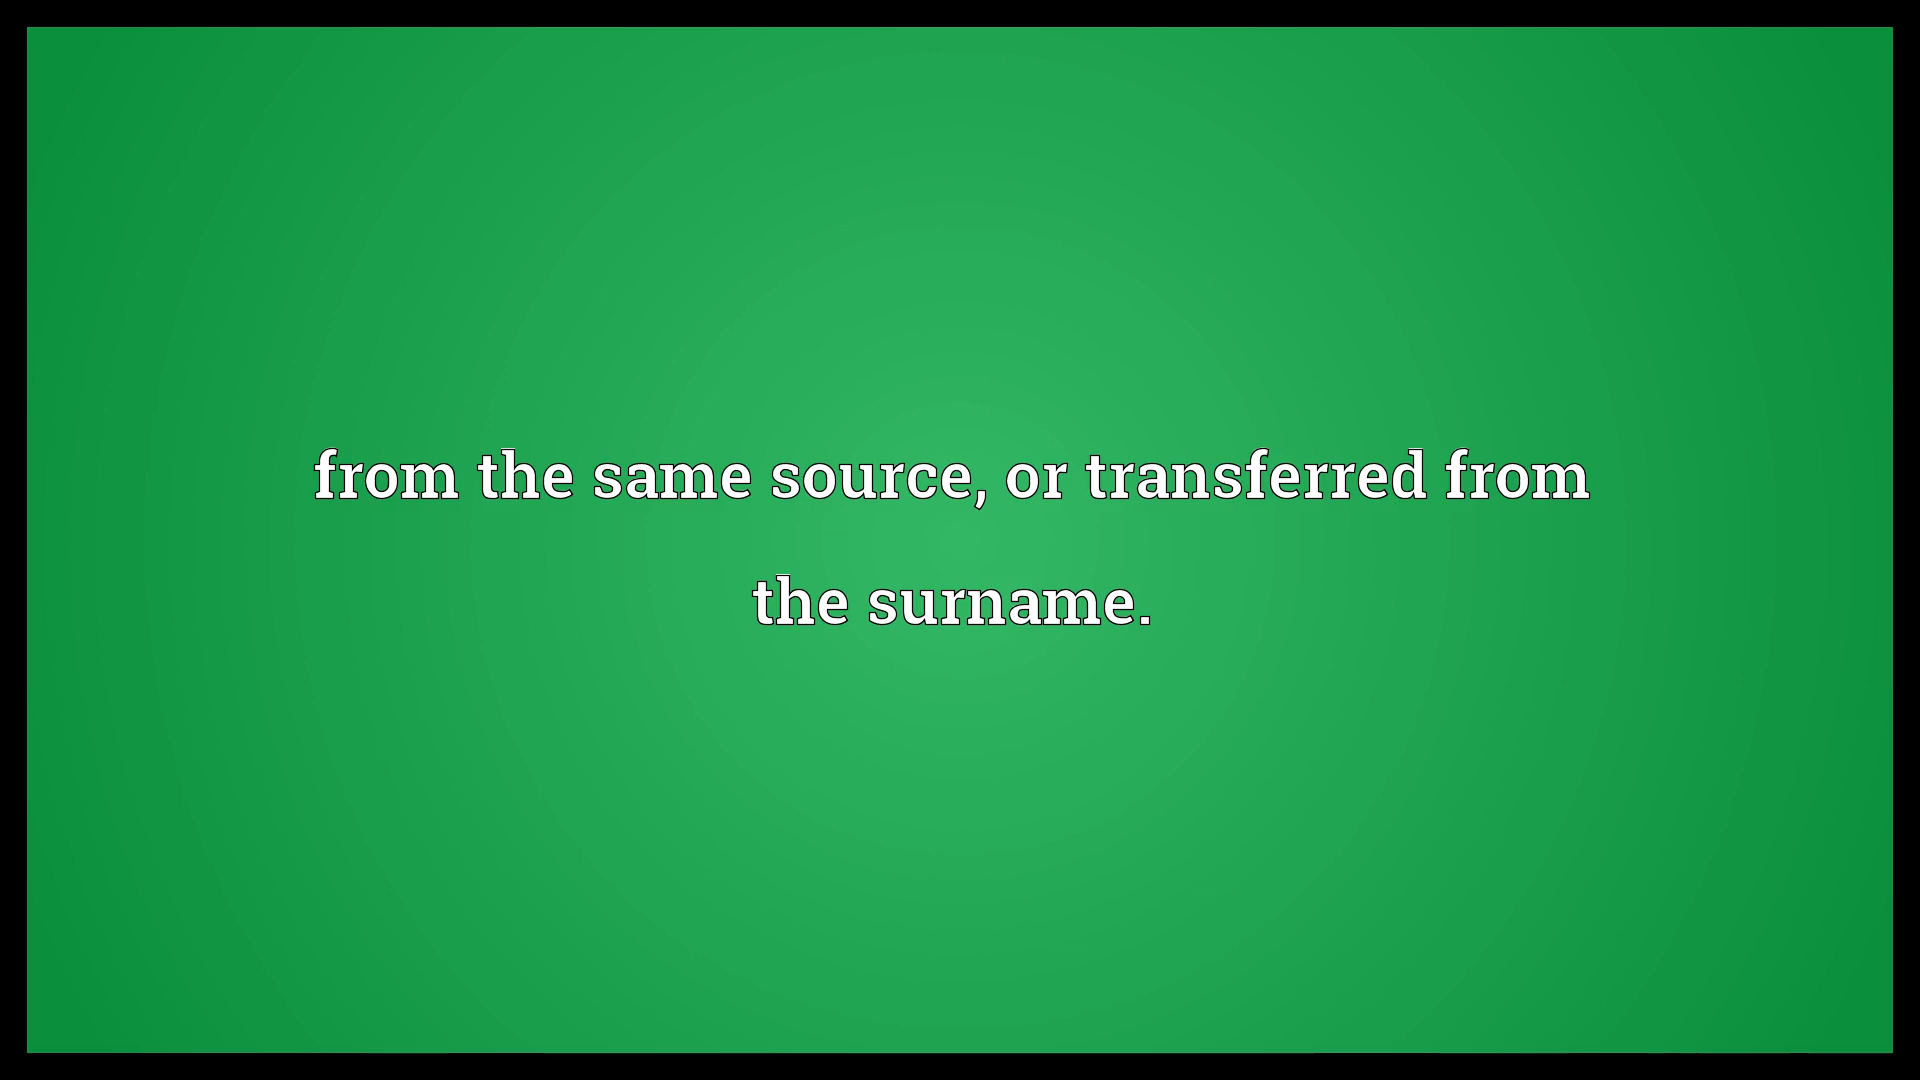 from the same source, or transferred from
the surname.